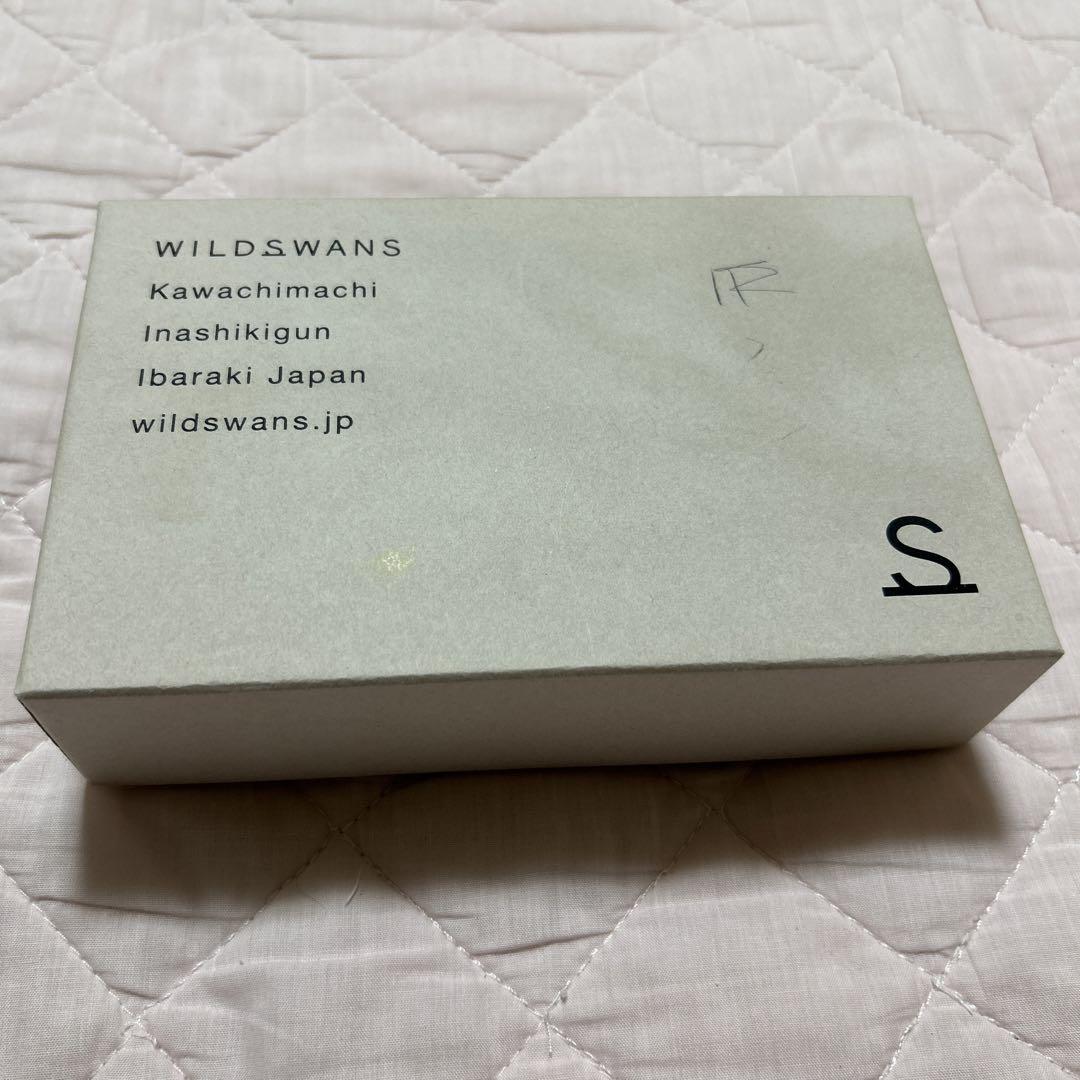 WILDSWANS
Kawachimachi
Inashikigun
Ibaraki Japan
wildswans.jp
S